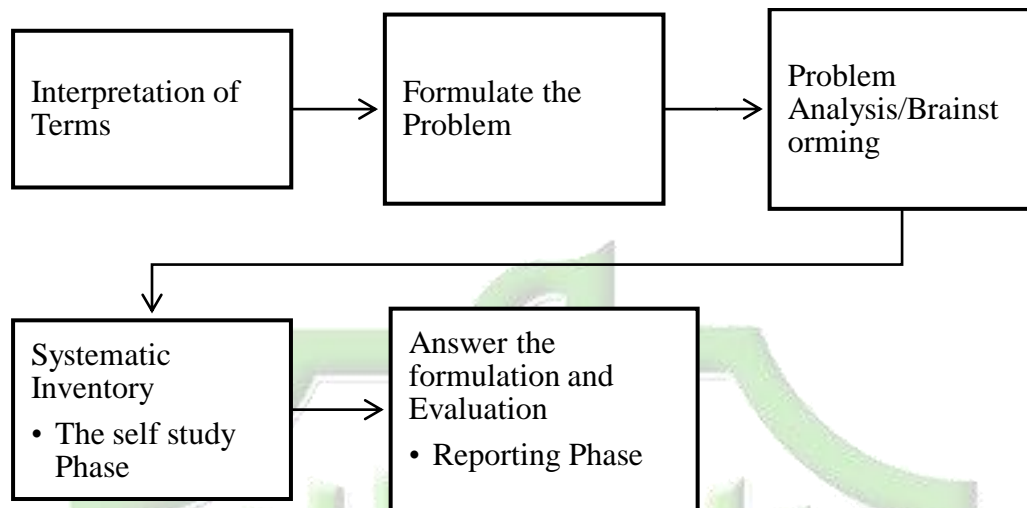 Interpretation of
Terms
Formulate the
Problem
Problem
Analysis/Brainst
orming
Systematic
Inventory
• The self study
Phase
Answer the
formulation and
Evaluation
• Reporting Phase